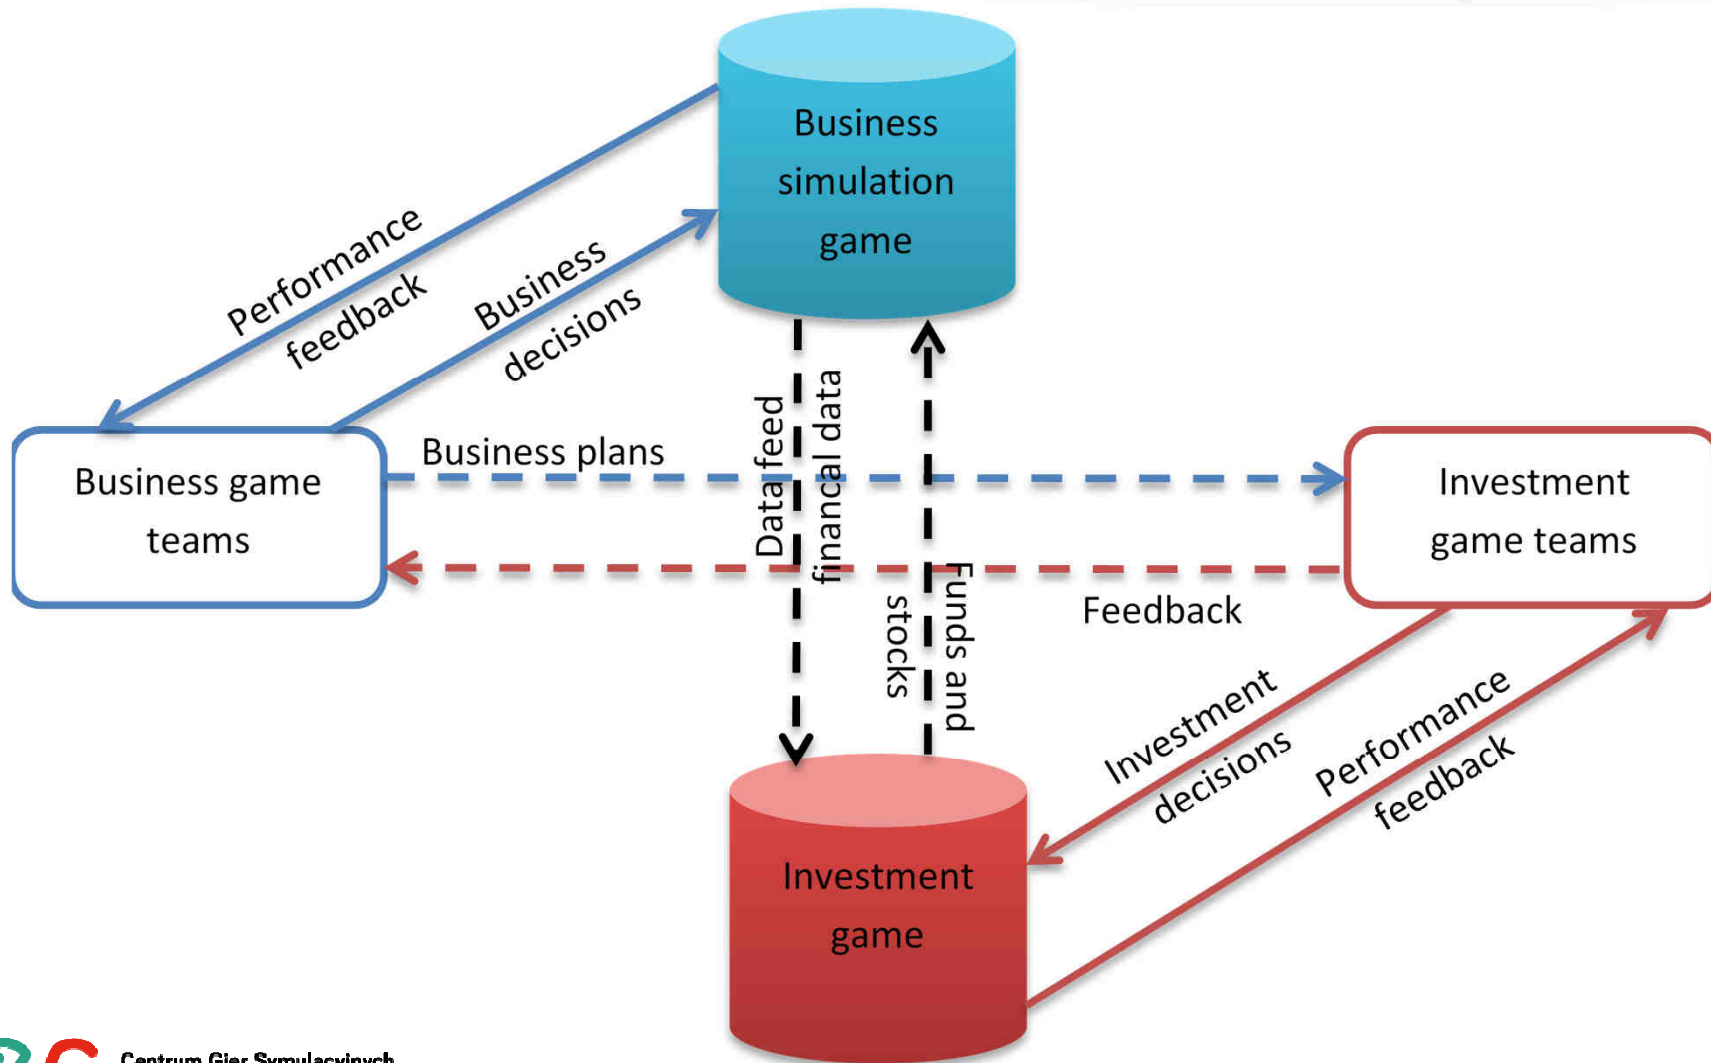 Business
simulation
game
Performance
feedback
Business
decisions
Data feed
financal data
Business plans
Business game
teams
Investment
game teams
Feedback
Funds and
stocks
Investment
decisions
Performance
feedback
Investment
game
Centrum Gier Symulacyjnych